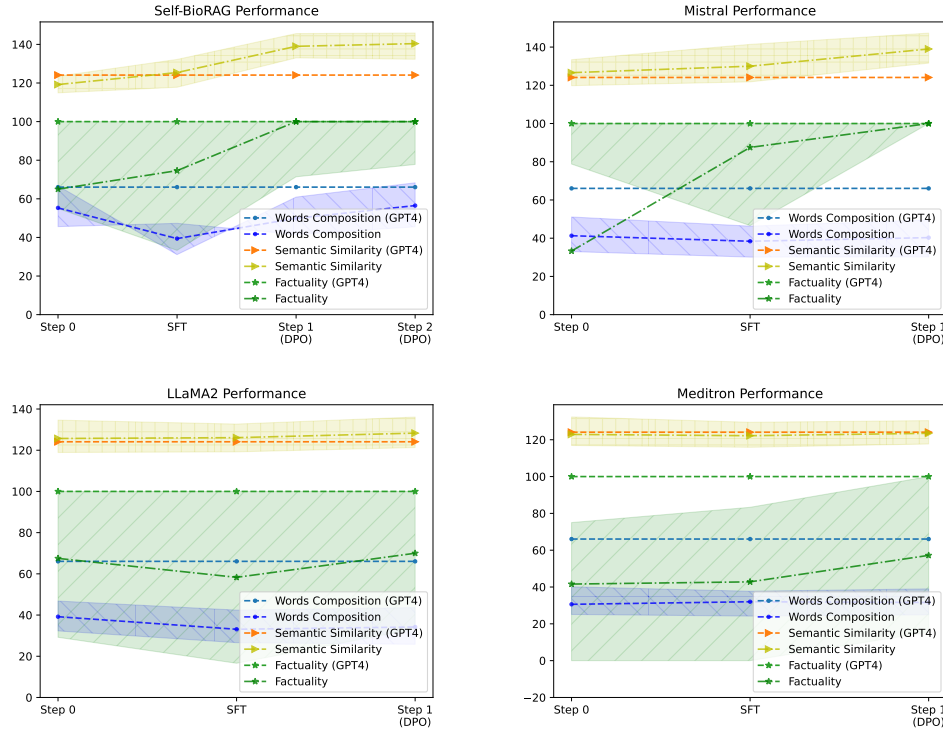 Self-BioRAG Performance
140
120
100
80
60
40
20
0
Words Composition (GPT4)
Words Composition
Semantic Similarity (GPT4)
Semantic Similarity
Factuality (GPT4)
Factuality
Step 0
SFT
Step 1
(DPO)
Step 2
(DPO)
Mistral Performance
140
120
100
80
60
40
20
0
Words Composition (GPT4)
Words Composition
Semantic Similarity (GPT4)
Semantic Similarity
Factuality (GPT4)
Factuality
Step 0
SFT
Step 1
(DPO)
LLaMA2 Performance
140
120
100
80
60
40
20
0
Words Composition (GPT4)
Words Composition
Semantic Similarity (GPT4)
Semantic Similarity
Factuality (GPT4)
Factuality
Step 0
SFT
Step 1
(DPO)
Meditron Performance
120
100
80
60
40
20
0
−20
Words Composition (GPT4)
Words Composition
Semantic Similarity (GPT4)
Semantic Similarity
Factuality (GPT4)
Factuality
Step 0
SFT
Step 1
(DPO)